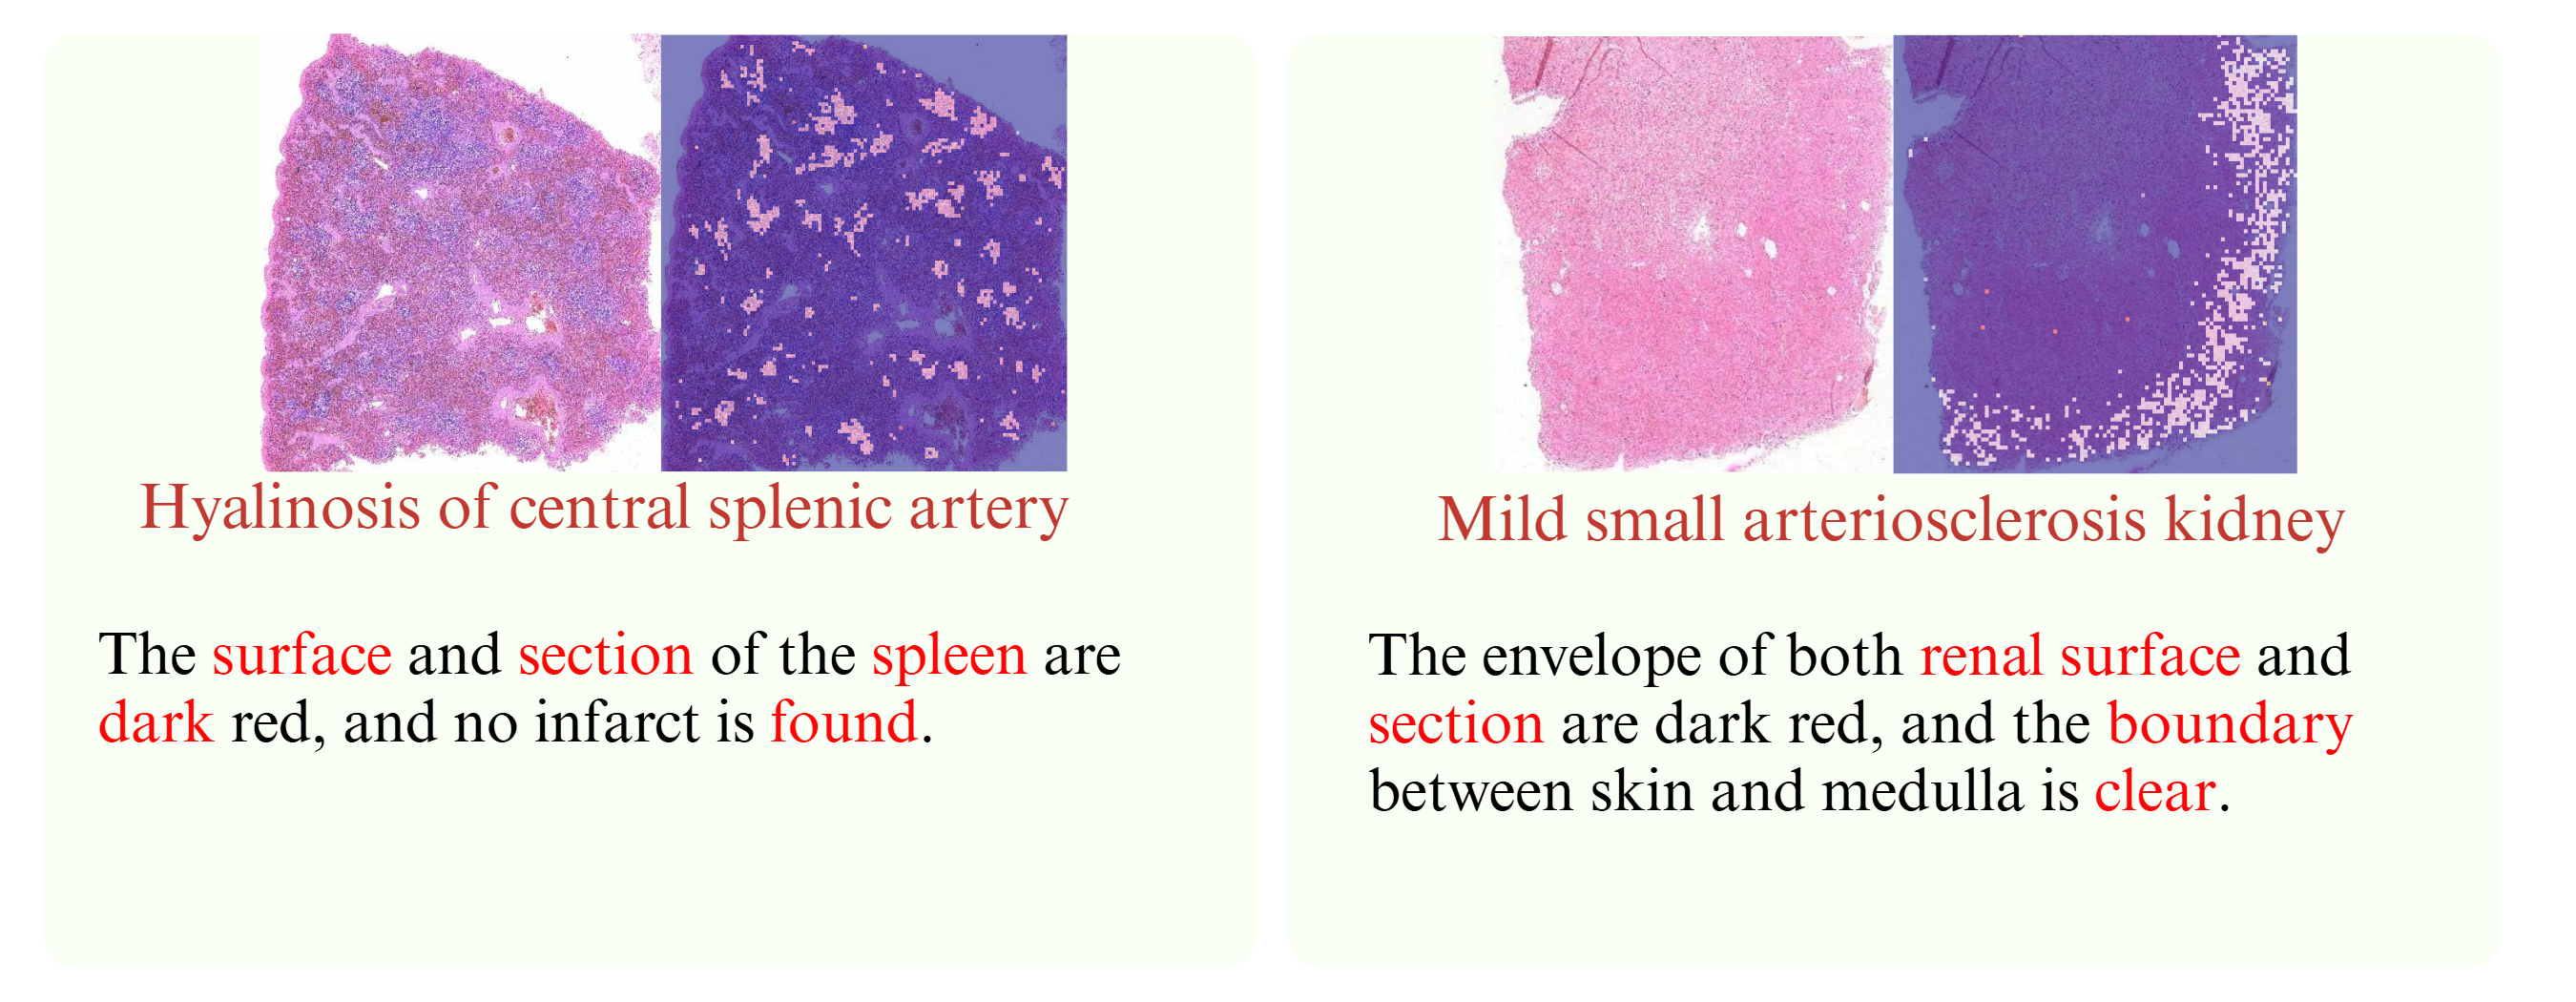 Hyalinosis of central splenic artery
The surface and section of the spleen are
dark red, and no infarct is found.
Mild small arteriosclerosis kidney
The envelope of both renal surface and
section are dark red, and the boundary
between skin and medulla is clear.